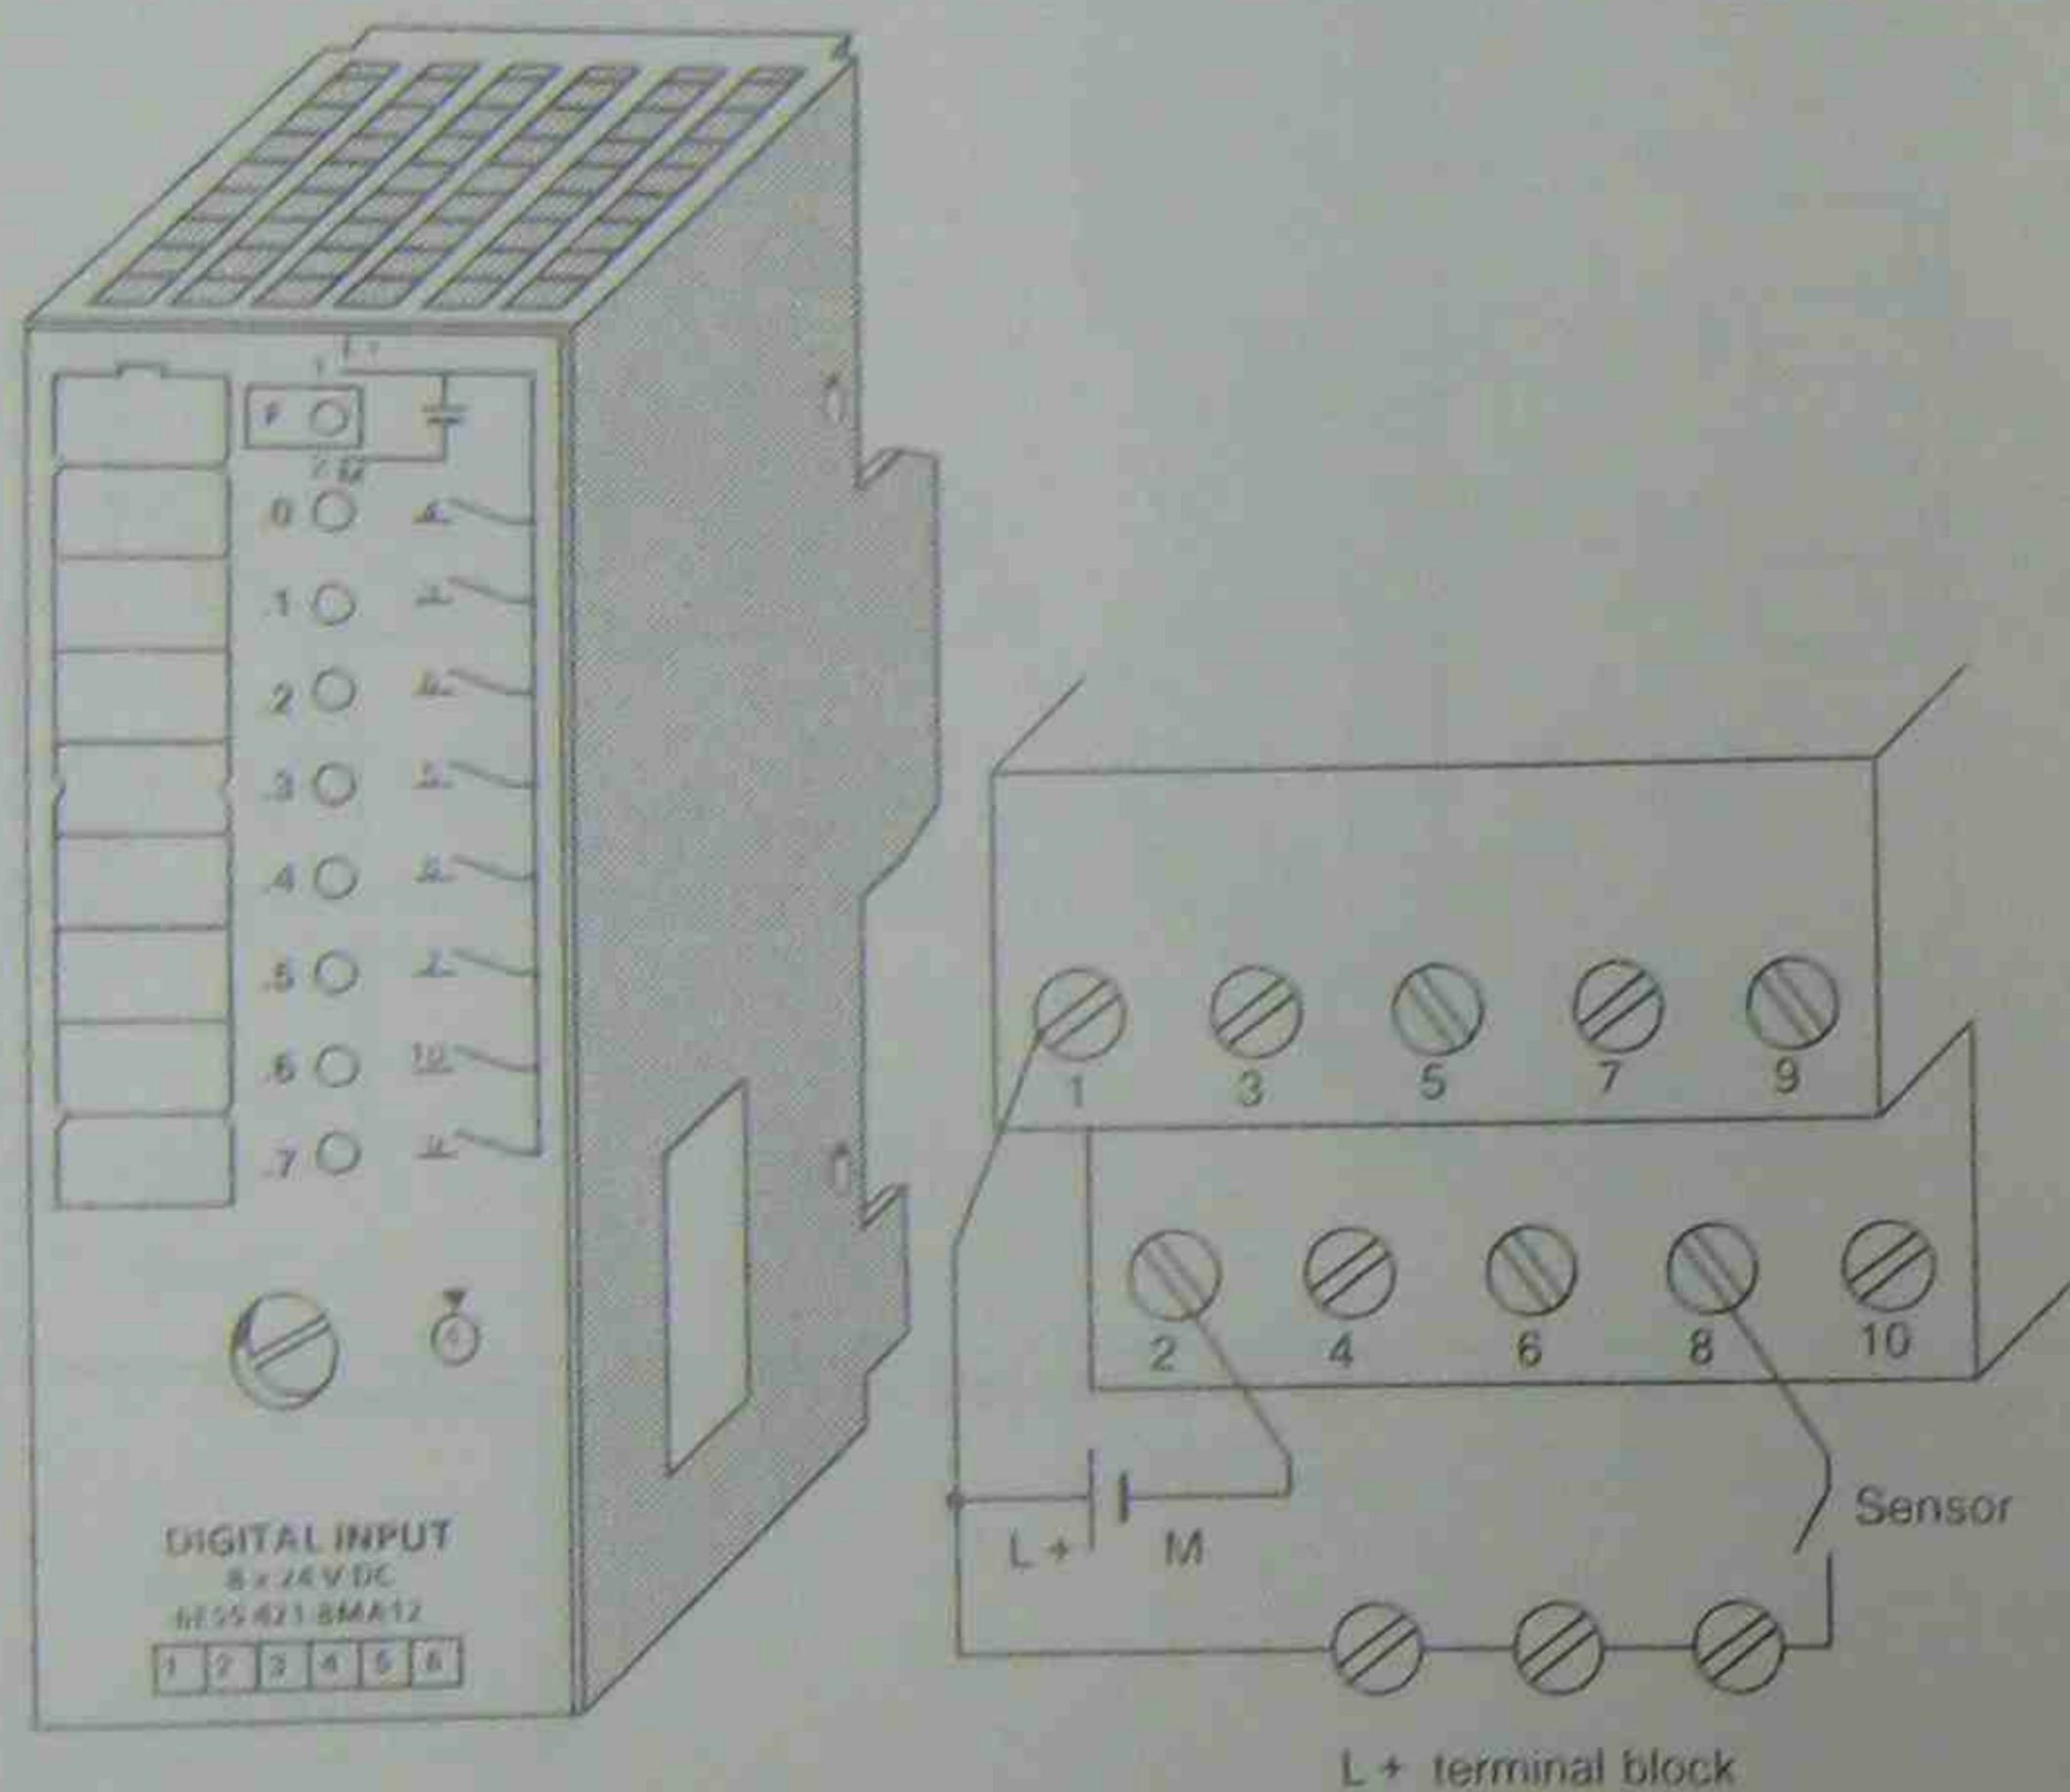 F
.0
.1
.2
.3
.4
.5
.6 10
.7
DIGITAL INPUT
8 x 24 V DC
1 2 3 4 5 6
1 3 5 7 9
2 4 6 8 10
Sensor
L + M
L + terminal block